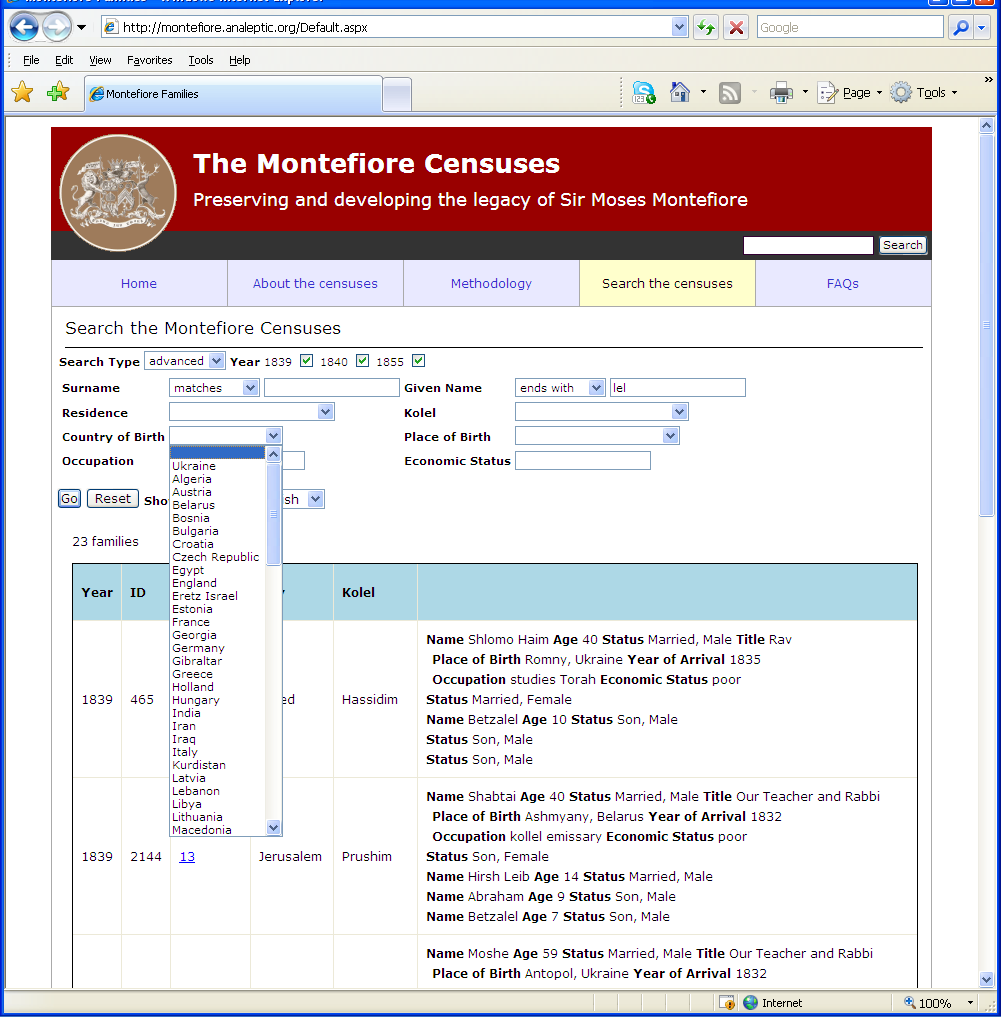 http://montefiore.analeptic.org/Default.aspx
Google
File Edit View Favorites Tools Help
Montefiore Families
Page Tools
The Montefiore Censuses
Preserving and developing the legacy of Sir Moses Montefiore
Search
Home About the censuses Methodology Search the censuses FAQs
Search the Montefiore Censuses
Search Type advanced Year 1839 1840 1855
Surname matches Given Name ends with lel
Residence Kolel
Country of Birth Place of Birth
Occupation Economic Status
Go Reset Sho sh
Ukraine
Algeria
Austria
Belarus
Bosnia
Bulgaria
Croatia
Czech Republic
Egypt
England
Eretz Israel
Estonia
France
Georgia
Germany
Gibraltar
Greece
Holland
Hungary
India
Iran
Iraq
Italy
Kurdistan
Latvia
Lebanon
Libya
Lithuania
Macedonia
23 families
Year ID Kolel
1839 465 ed Hassidim
Name Shlomo Haim Age 40 Status Married, Male Title Rav
Place of Birth Romny, Ukraine Year of Arrival 1835
Occupation studies Torah Economic Status poor
Status Married, Female
Name Betzalel Age 10 Status Son, Male
Status Son, Male
Status Son, Male
1839 2144 13 Jerusalem Prushim
Name Shabtai Age 40 Status Married, Male Title Our Teacher and Rabbi
Place of Birth Ashmyany, Belarus Year of Arrival 1832
Occupation kollel emissary Economic Status poor
Status Son, Female
Name Hirsh Leib Age 14 Status Married, Male
Name Abraham Age 9 Status Son, Male
Name Betzalel Age 7 Status Son, Male
Name Moshe Age 59 Status Married, Male Title Our Teacher and Rabbi
Place of Birth Antopol, Ukraine Year of Arrival 1832
Internet 100%